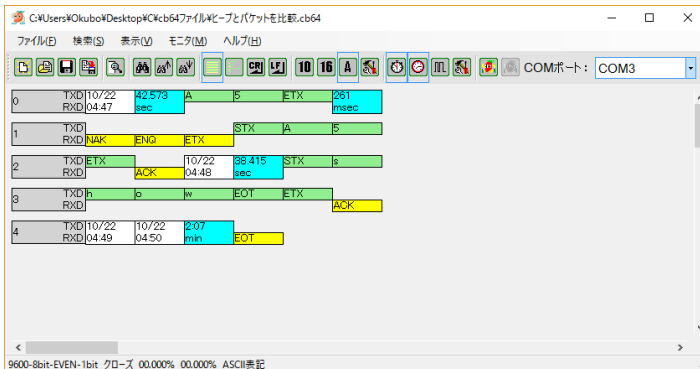 C:¥Users¥Okubo¥Desktop¥C¥cb64ファイル¥ヒープとパケットを比較.cb64
ファイル(F) 検索(S) 表示(V) モニタ(M) ヘルプ(H)
CR LF 10 16 A COMポート： COM3
0 TXD 10/22 42.573 A 5 ETX 261
RXD 04:47 sec msec
1 TXD STX A 5
RXD NAK ENQ ETX
2 TXD ETX 10/22 38.415 STX s
RXD ACK 04:48 sec
3 TXD h o w EOT ETX
RXD ACK
4 TXD 10/22 10/22 2:07
RXD 04:49 04:50 min EOT
9600-8bit-EVEN-1bit クローズ 00.000% 00.000% ASCII表記